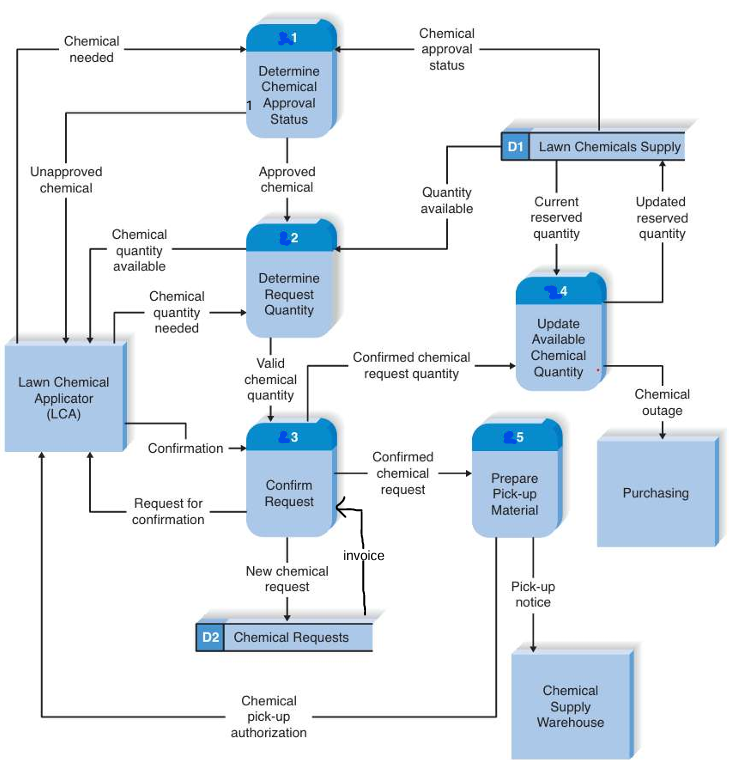 Chemical
needed
1
Determine
Chemical
Approval
Status
1
Chemical
approval
status
D1 Lawn Chemicals Supply
Unapproved
chemical
Approved
chemical
Quantity
available
Current
reserved
quantity
Updated
reserved
quantity
Chemical
quantity
available
2
Determine
Request
Quantity
Chemical
quantity
needed
4
Update
Available
Chemical
Quantity
Lawn Chemical
Applicator
(LCA)
Valid
chemical
quantity
Confirmed chemical
request quantity
Chemical
outage
Confirmation
3
Confirm
Request
Confirmed
chemical
request
5
Prepare
Pick-up
Material
Purchasing
Request for
confirmation
invoice
New chemical
request
Pick-up
notice
D2 Chemical Requests
Chemical
pick-up
authorization
Chemical
Supply
Warehouse